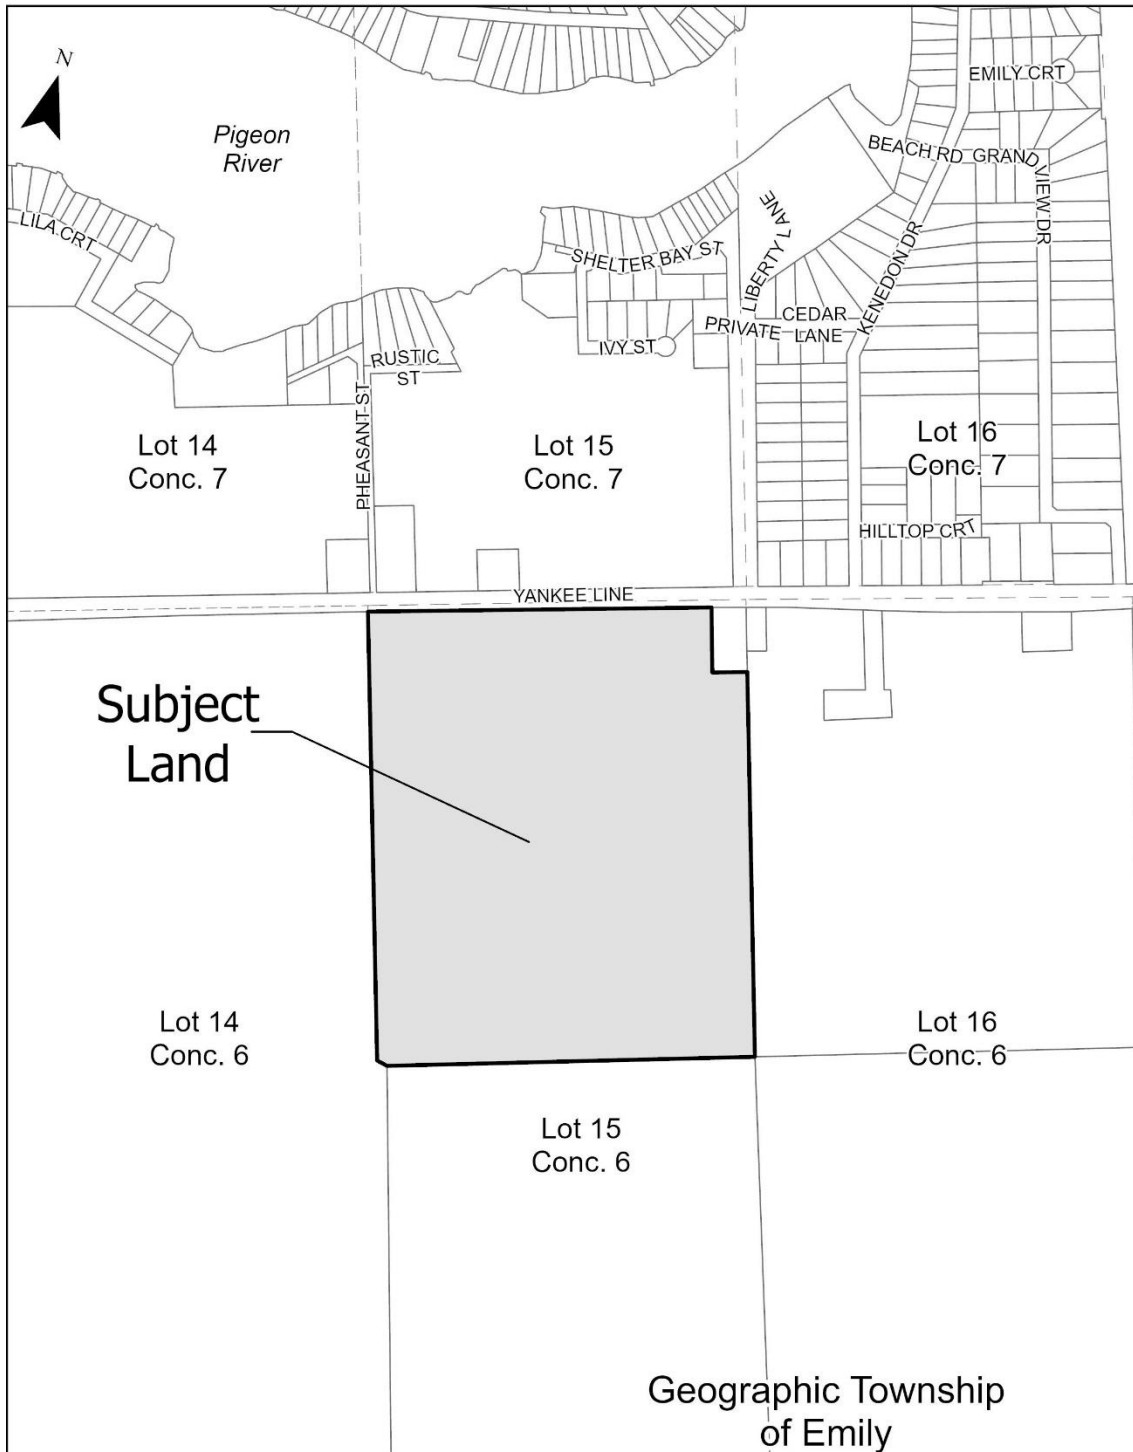 N
Pigeon
River
EMILY CRT
BEACH RD
GRAND VIEW DR
LILA CRT
LIBERTY LANE
SHELTER BAY ST
KENEDON DR
CEDAR
LANE
PRIVATE
IVY ST
RUSTIC
ST
PHEASANT ST
Lot 14
Conc. 7
Lot 15
Conc. 7
Lot 16
Conc. 7
HILLTOP CRT
YANKEE LINE
Subject
Land
Lot 14
Conc. 6
Lot 16
Conc. 6
Lot 15
Conc. 6
Geographic Township
of Emily